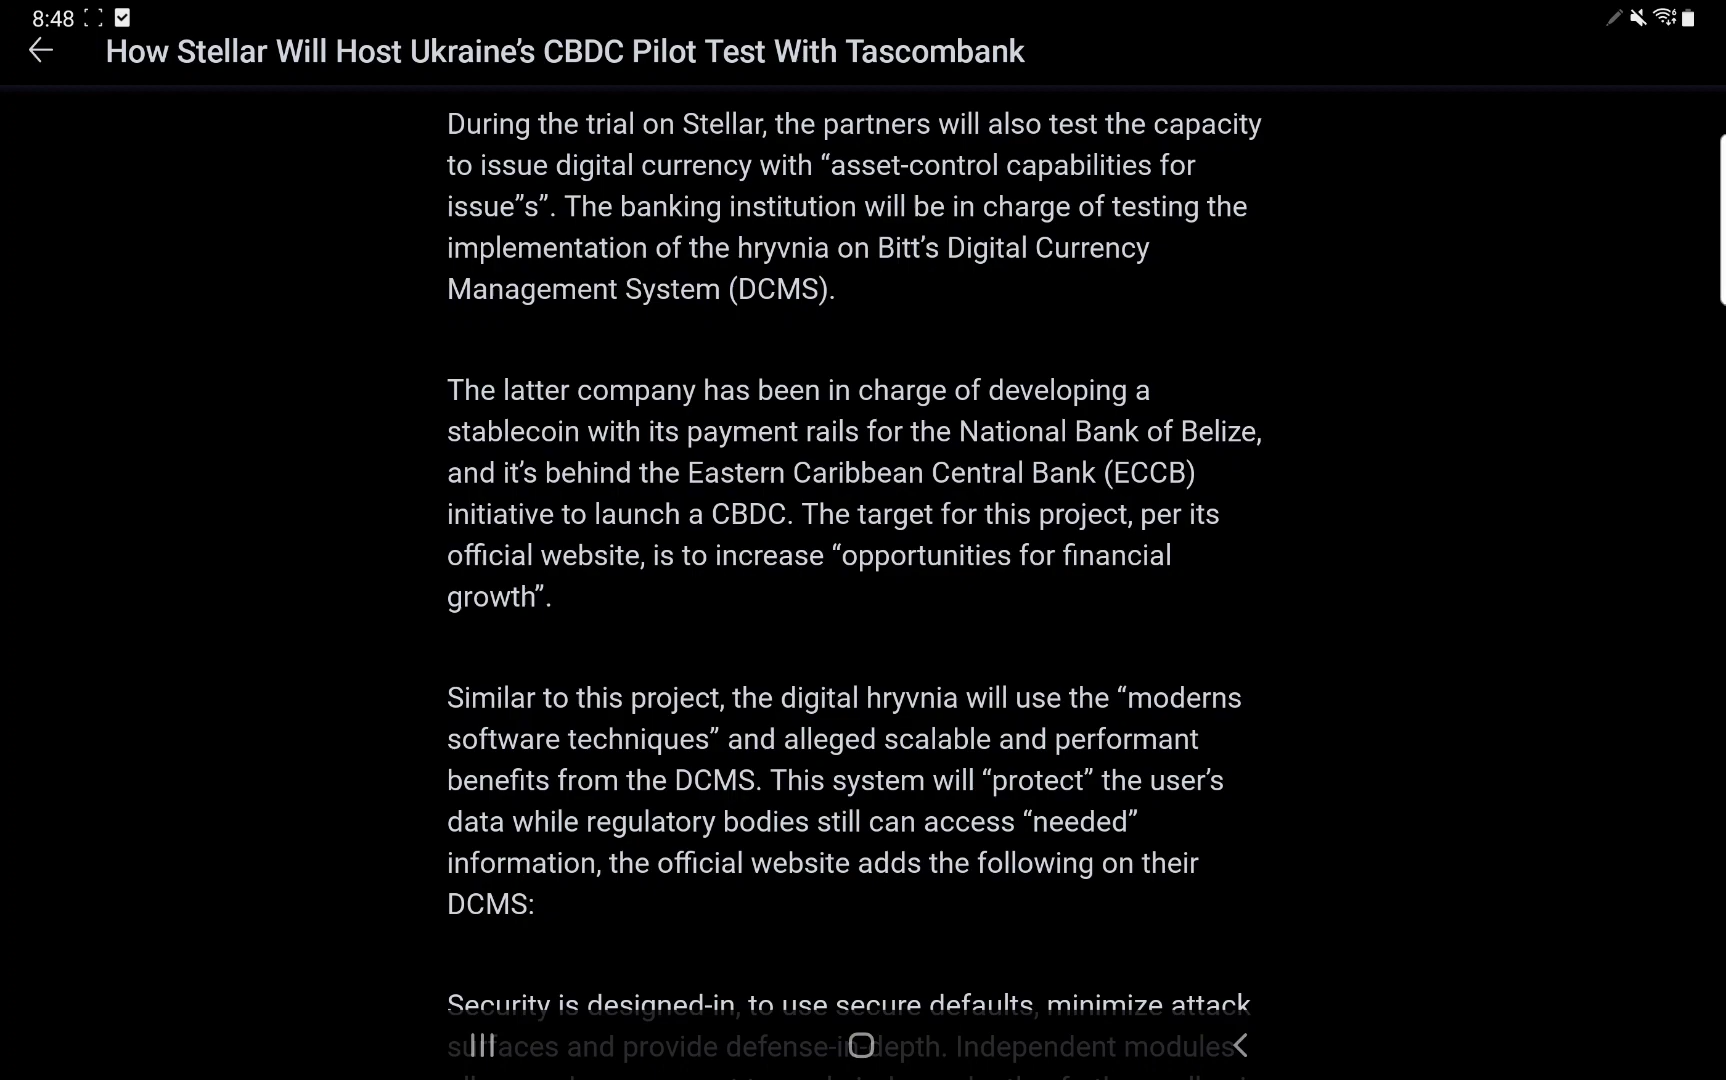 8:48
How Stellar Will Host Ukraine’s CBDC Pilot Test With Tascombank
During the trial on Stellar, the partners will also test the capacity
to issue digital currency with “asset-control capabilities for
issue”s”. The banking institution will be in charge of testing the
implementation of the hryvnia on Bitt’s Digital Currency
Management System (DCMS).
The latter company has been in charge of developing a
stablecoin with its payment rails for the National Bank of Belize,
and it’s behind the Eastern Caribbean Central Bank (ECCB)
initiative to launch a CBDC. The target for this project, per its
official website, is to increase “opportunities for financial
growth”.
Similar to this project, the digital hryvnia will use the “moderns
software techniques” and alleged scalable and performant
benefits from the DCMS. This system will “protect” the user’s
data while regulatory bodies still can access “needed”
information, the official website adds the following on their
DCMS:
Security is designed-in, to use secure defaults, minimize attack
surfaces and provide defense-in-depth. Independent modules